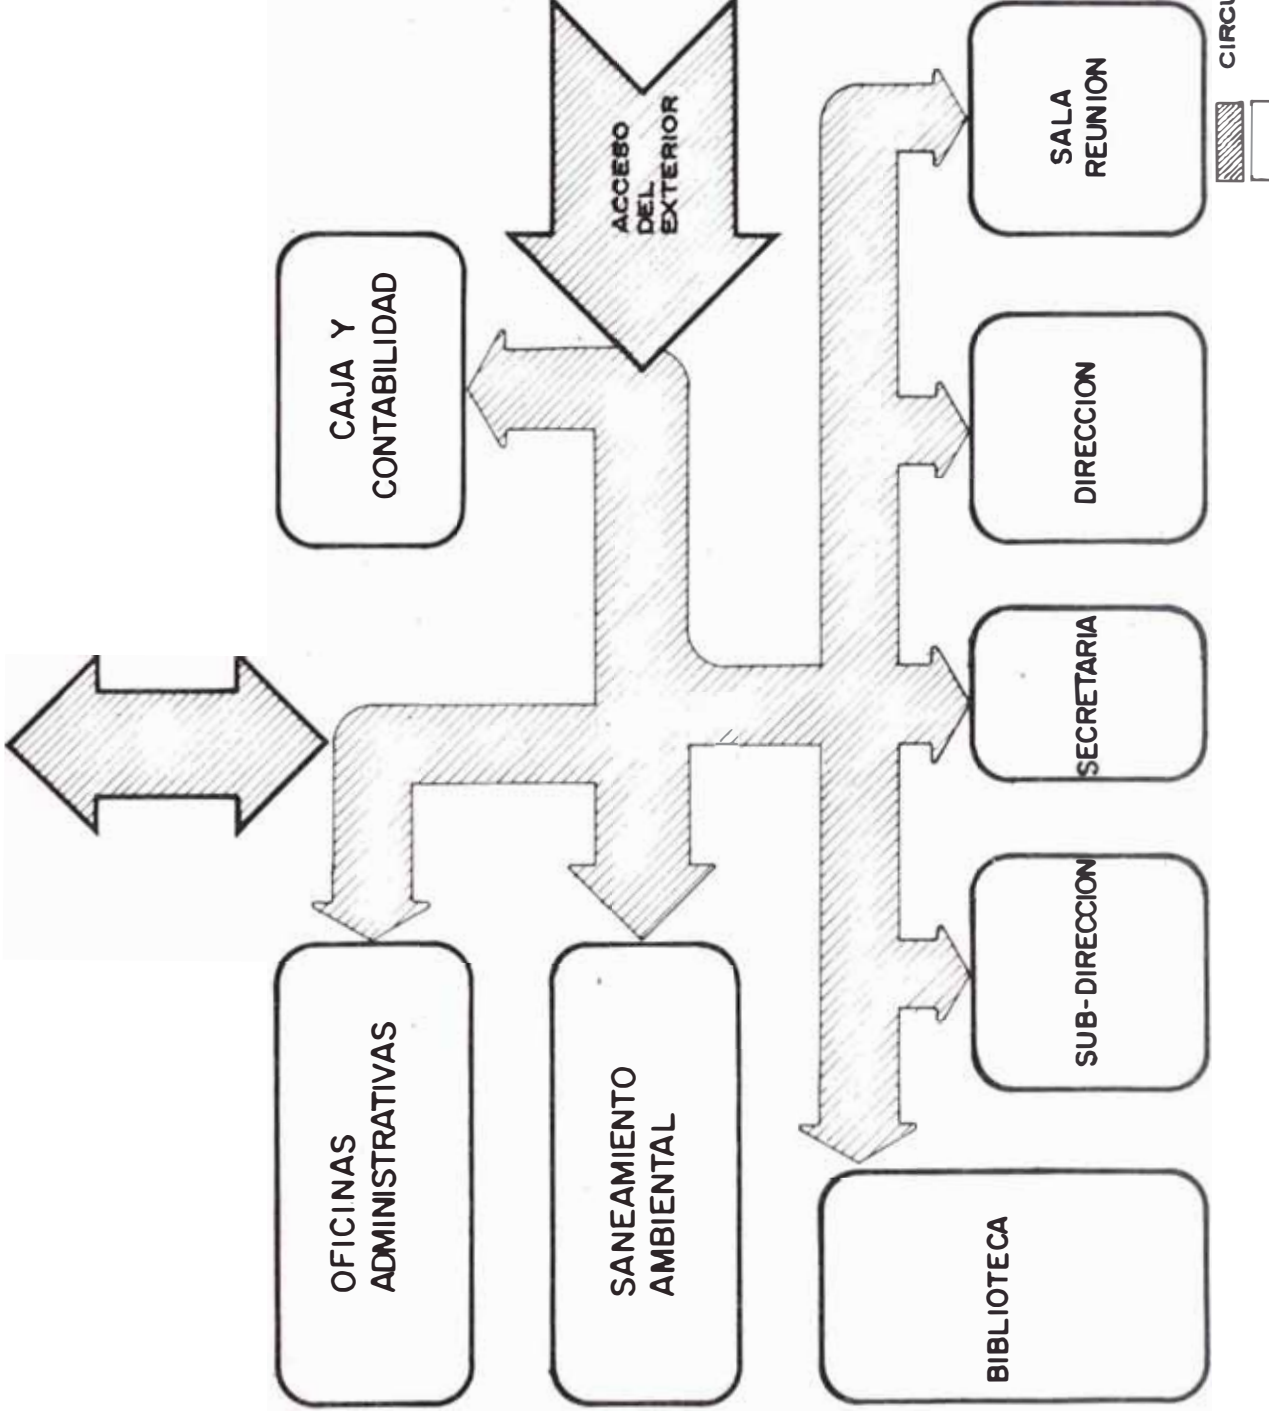 OFICINAS
ADMINISTRATIVAS
CAJA Y
CONTABILIDAD
SANEAMIENTO
AMBIENTAL
ACCESO
DEL
EXTERIOR
BIBLIOTECA
SUB-DIRECCION
SECRETARIA
DIRECCION
SALA
REUNION
CIRCU